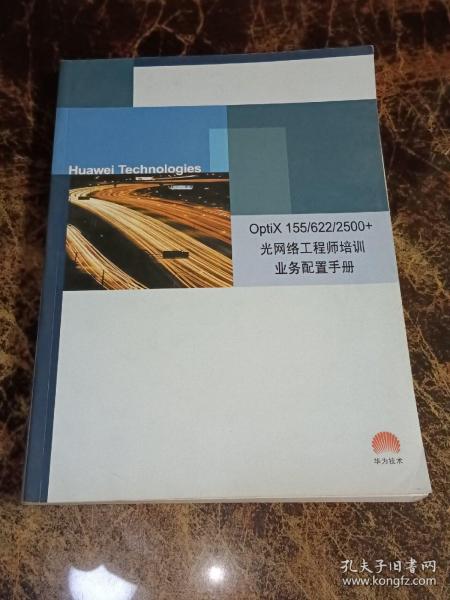 Huawei Technologies
OptiX 155/622/2500+
光网络工程师培训
业务配置手册
华为技术
孔夫子旧书网
www.kongfz.com